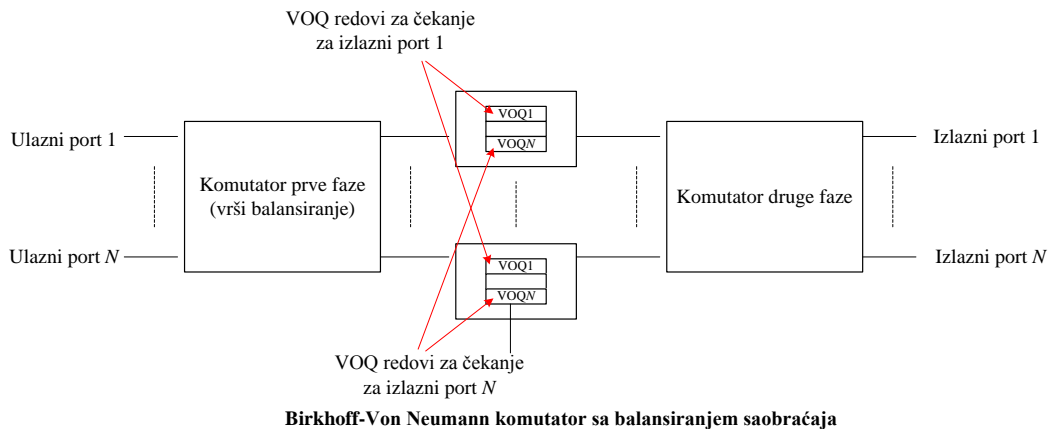 VOQ redovi za čekanje
za izlazni port 1
VOQ1
VOQN
Ulazni port 1
Izlazni port 1
Komutator prve faze
(vrši balansiranje)
Komutator druge faze
Ulazni port N
Izlazni port N
VOQ1
VOQN
VOQ redovi za čekanje
za izlazni port N
Birkhoff-Von Neumann komutator sa balansiranjem saobraćaja